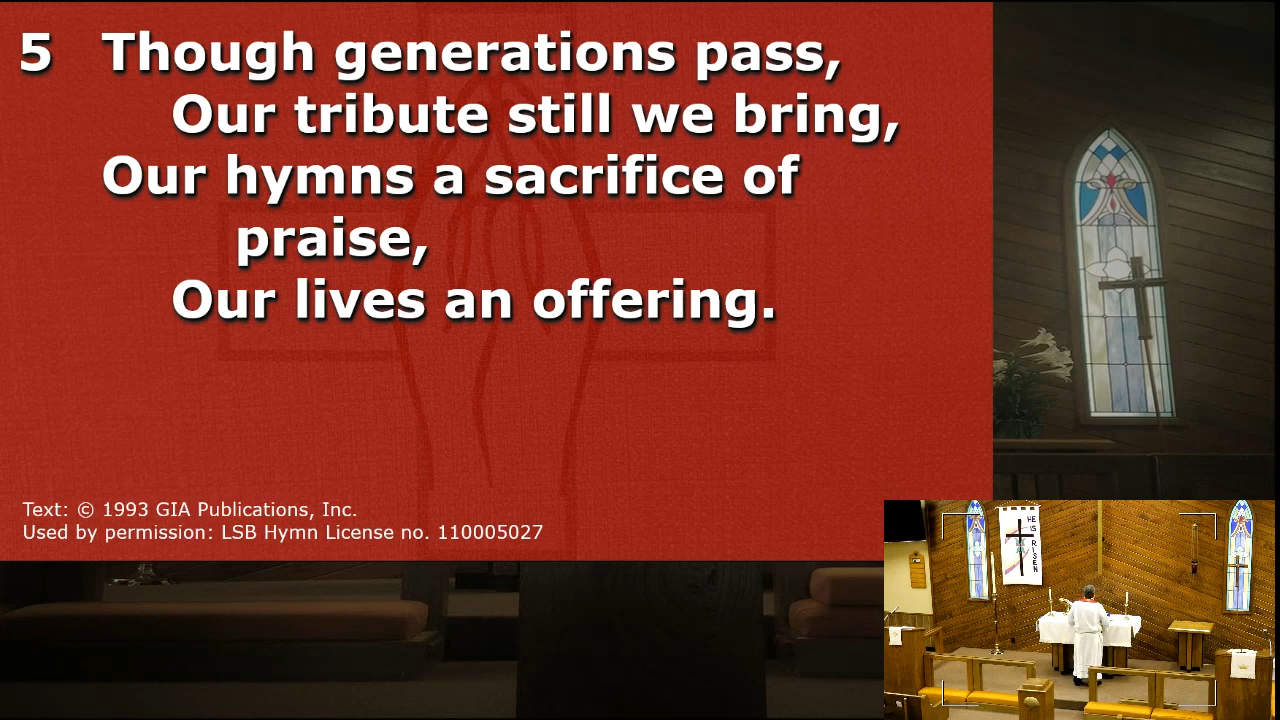 5 Though generations pass,
Our tribute still we bring,
Our hymns a sacrifice of
praise,
Our lives an offering.
Text: © 1993 GIA Publications, Inc.
Used by permission: LSB Hymn License no. 110005027
HE
IS
RISEN